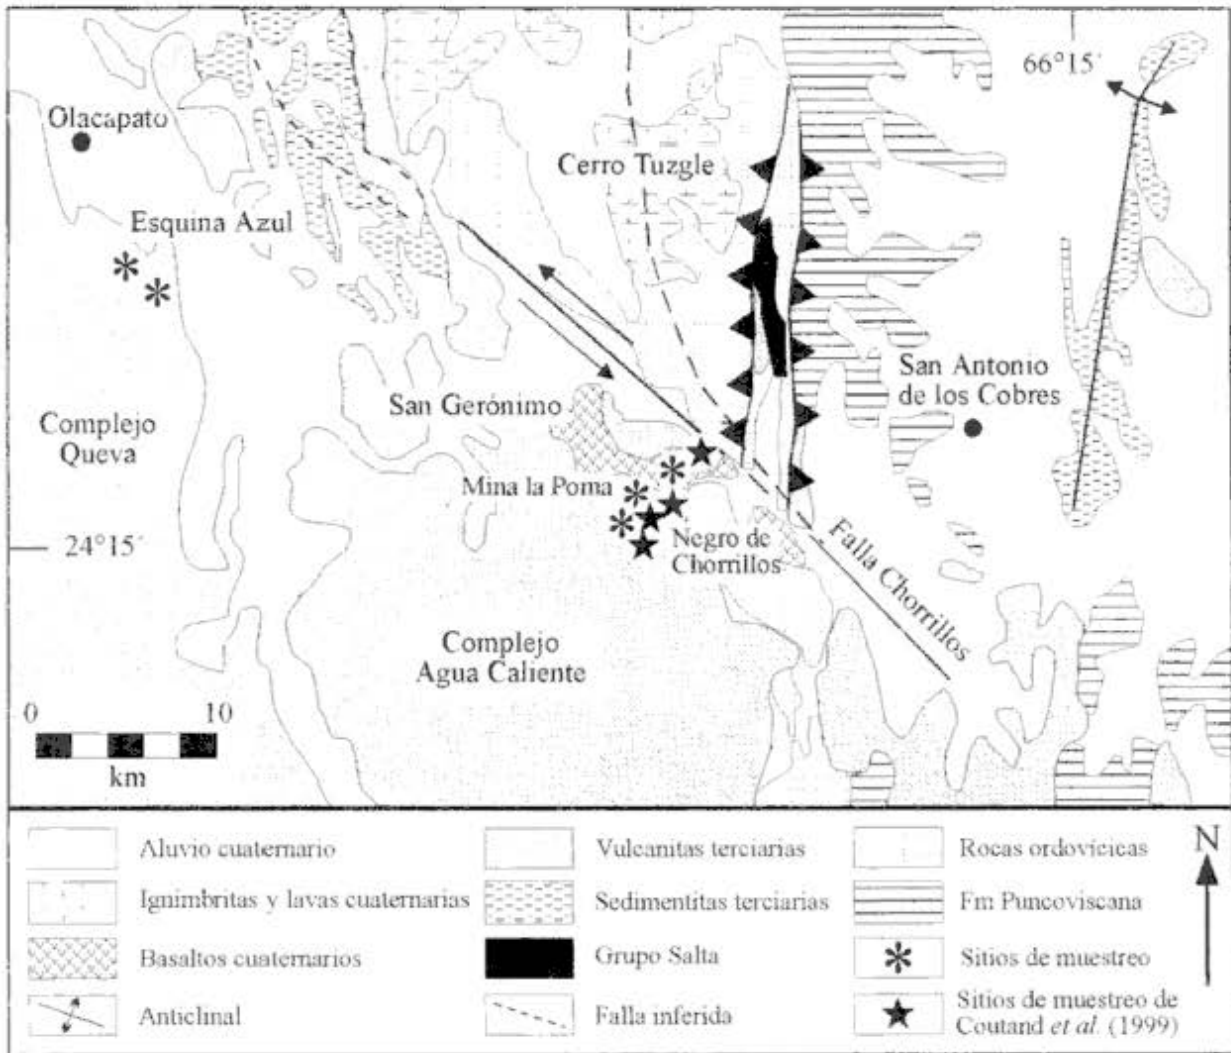 66°15´
Olacapato
Cerro Tuzgle
Esquina Azul
San Antonio
de los Cobres
San Gerónimo
Complejo
Queva
Mina la Poma
24°15´
Negro de
Chorrillos
Falla Chorrillos
Complejo
Agua Caliente
0 10
km
N
Aluvio cuaternario
Vulcanitas terciarias
Rocas ordovícicas
Ignimbritas y lavas cuaternarias
Sedimentitas terciarias
Fm Puncoviscana
Basaltos cuaternarios
Grupo Salta
Sitios de muestreo
Anticlinal
Falla inferida
Sitios de muestreo de
Coutand et al. (1999)